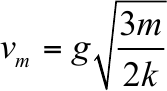 v_m = g√(3m/2k)